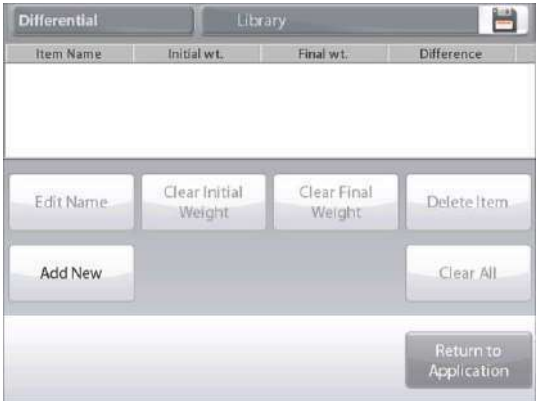 Differential Library
Item Name Initial wt. Final wt. Difference
Edit Name
Clear Initial
Weight
Clear Final
Weight
Delete Item
Add New
Clear All
Return to
Application